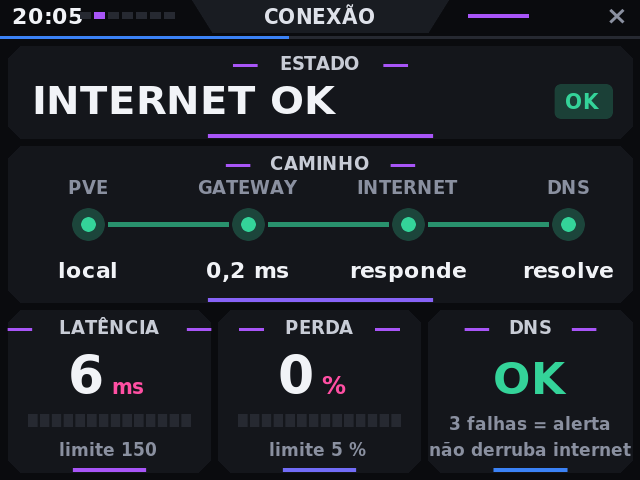 20:05 CONEXÃO ✕
ESTADO
INTERNET OK OK
CAMINHO
PVE GATEWAY INTERNET DNS
local 0,2 ms responde resolve
LATÊNCIA PERDA DNS
6 ms 0 % OK
3 falhas = alerta
limite 150 limite 5 % não derruba internet